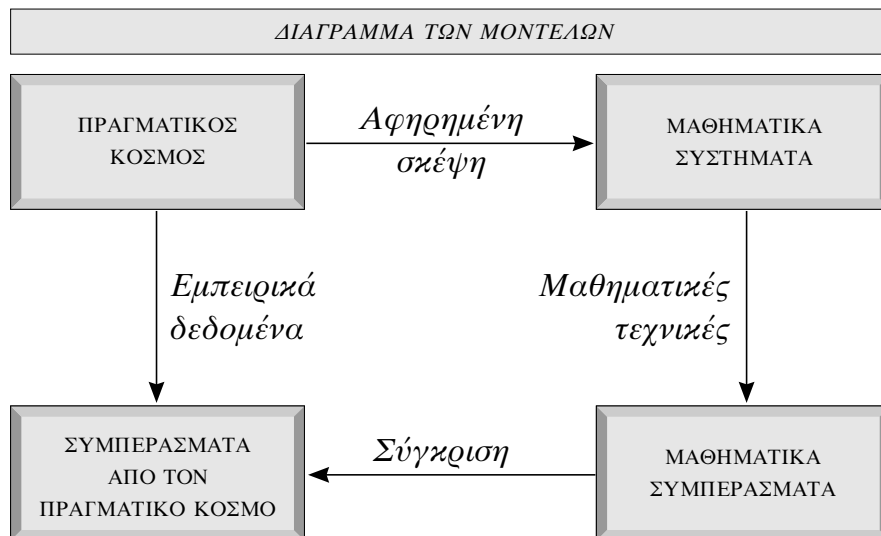 ΔΙΑΓΡΑΜΜΑ ΤΩΝ ΜΟΝΤΕΛΩΝ
ΠΡΑΓΜΑΤΙΚΟΣ
ΚΟΣΜΟΣ
Αφηρημένη
σκέψη
ΜΑΘΗΜΑΤΙΚΑ
ΣΥΣΤΗΜΑΤΑ
Εμπειρικά
δεδομένα
Μαθηματικές
τεχνικές
ΣΥΜΠΕΡΑΣΜΑΤΑ
ΑΠΟ ΤΟΝ
ΠΡΑΓΜΑΤΙΚΟ ΚΟΣΜΟ
Σύγκριση
ΜΑΘΗΜΑΤΙΚΑ
ΣΥΜΠΕΡΑΣΜΑΤΑ